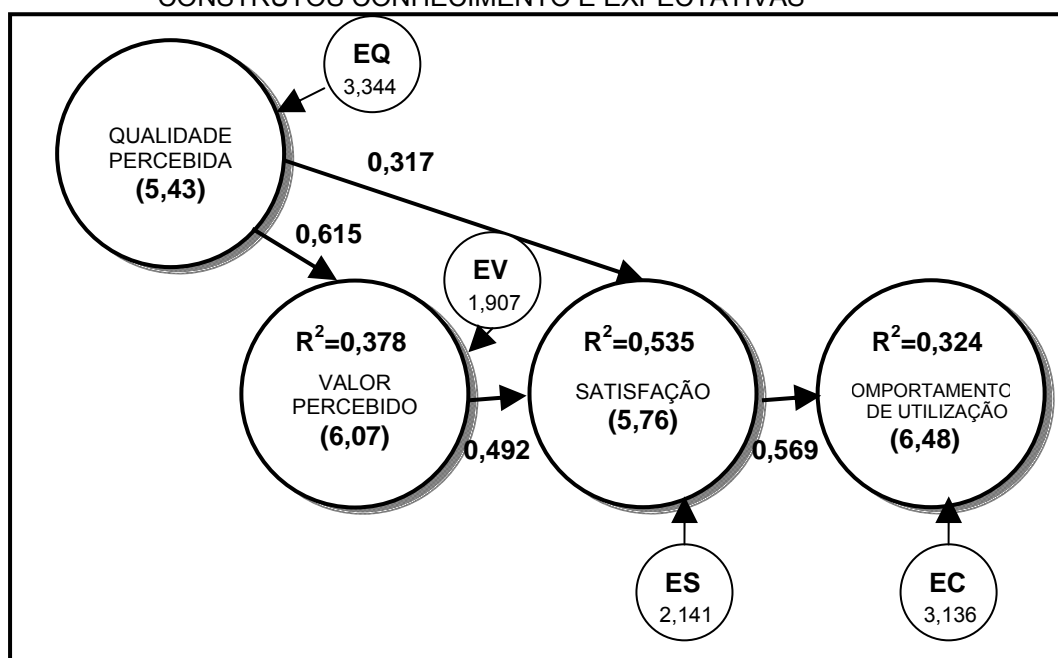 CONSTRUTOS CONHECIMENTO E EXPECTATIVAS
EQ
3,344
QUALIDADE
PERCEBIDA
(5,43)
0,317
0,615
EV
1,907
R²=0,378
VALOR
PERCEBIDO
(6,07)
0,492
R²=0,535
SATISFAÇÃO
(5,76)
0,569
R²=0,324
OMPORTAMENTO
DE UTILIZAÇÃO
(6,48)
ES
2,141
EC
3,136